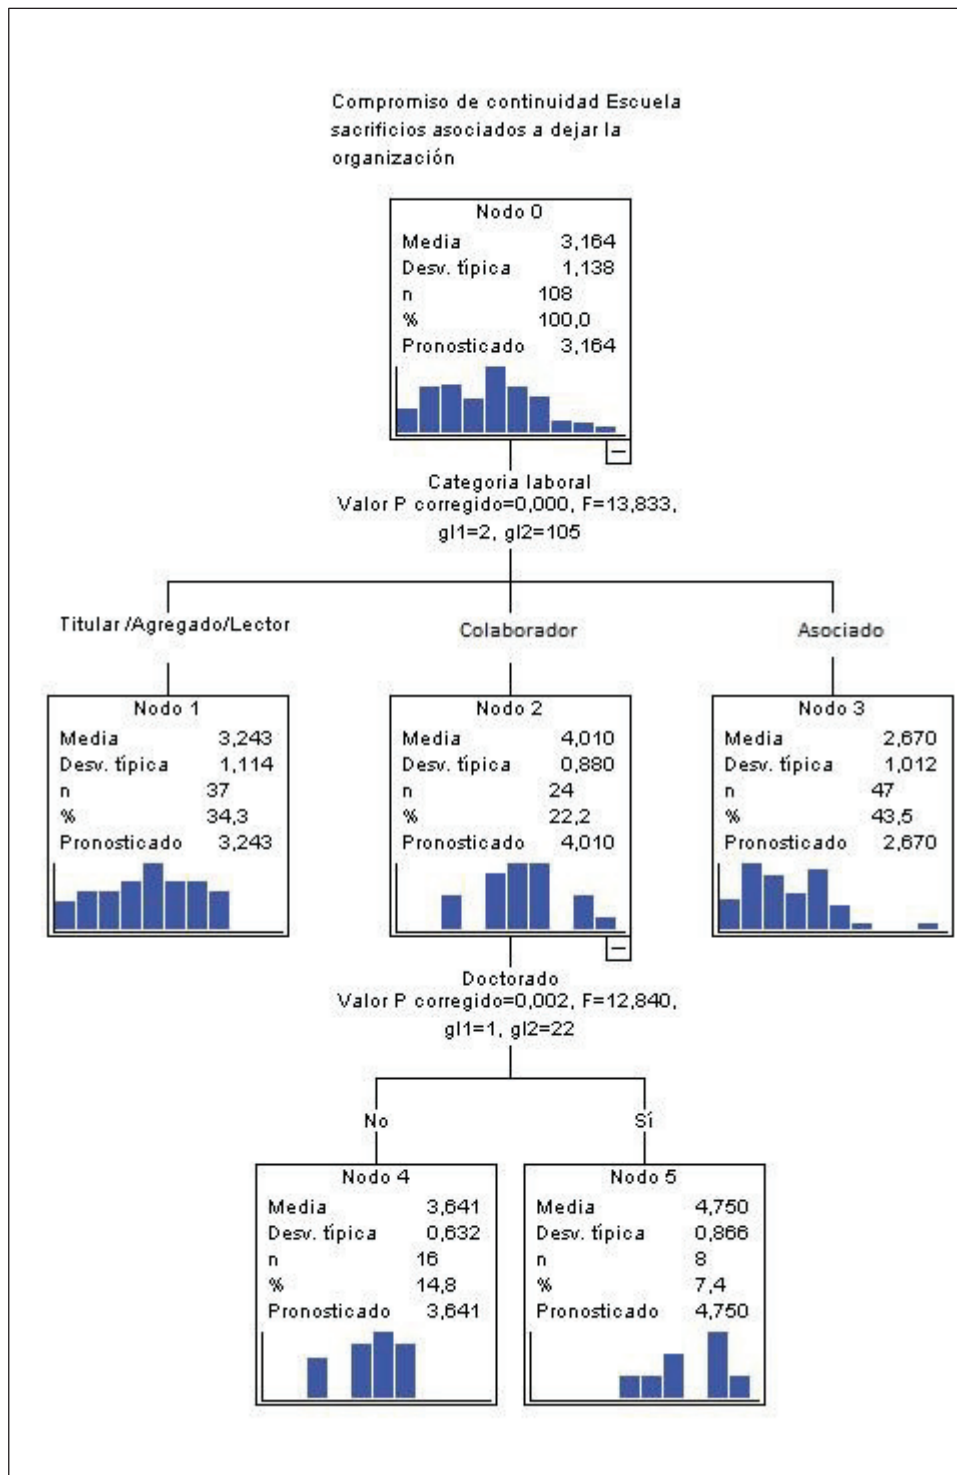 Compromiso de continuidad Escuela
sacrificios asociados a dejar la
organización
Nodo 0
Media 3,164
Desv. típica 1,138
n 108
% 100,0
Pronosticado 3,164
Categoria laboral
Valor P corregido=0,000, F=13,833,
gl1=2, gl2=105
Titular /Agregado/Lector
Colaborador
Asociado
Nodo 1
Media 3,243
Desv. típica 1,114
n 37
% 34,3
Pronosticado 3,243
Nodo 2
Media 4,010
Desv. típica 0,880
n 24
% 22,2
Pronosticado 4,010
Nodo 3
Media 2,670
Desv. típica 1,012
n 47
% 43,5
Pronosticado 2,670
Doctorado
Valor P corregido=0,002, F=12,840,
gl1=1, gl2=22
No
Sí
Nodo 4
Media 3,641
Desv. típica 0,632
n 16
% 14,8
Pronosticado 3,641
Nodo 5
Media 4,750
Desv. típica 0,866
n 8
% 7,4
Pronosticado 4,750